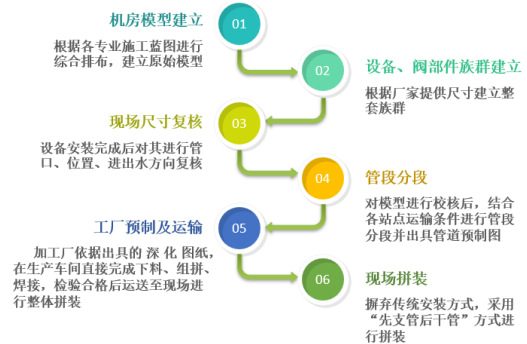 机房模型建立
01
根据各专业施工蓝图进行
综合排布，建立原始模型
02
设备、阀部件族群建立
根据厂家提供尺寸建立整
套族群
现场尺寸复核
03
设备安装完成后对其进行管
口、位置、进出水方向复核
04
管段分段
对模型进行校核后，结合
各站点运输条件进行管段
分段并出具管道预制图
工厂预制及运输
05
加工厂依据出具的 深 化 图纸，
在生产车间直接完成下料、组拼、
焊接，检验合格后运送至现场进
行整体拼装
06
现场拼装
摒弃传统安装方式，采用
“先支管后干管”方式进
行拼装